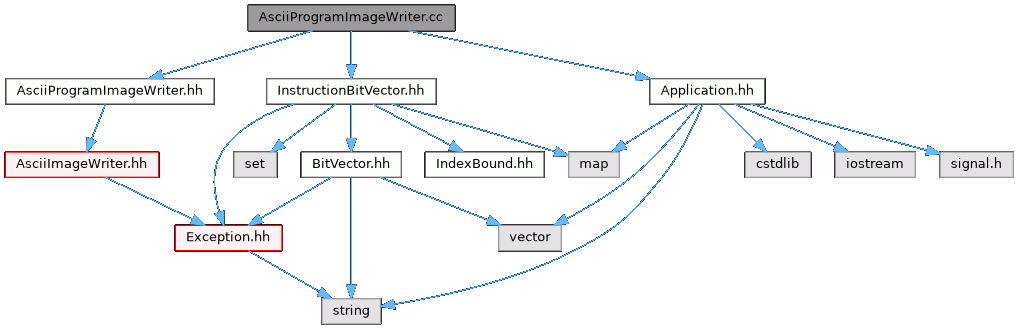 AsciiProgramImageWriter.cc
AsciiProgramImageWriter.hh
InstructionBitVector.hh
Application.hh
AsciiImageWriter.hh
set
BitVector.hh
IndexBound.hh
map
cstdlib
iostream
signal.h
Exception.hh
vector
string